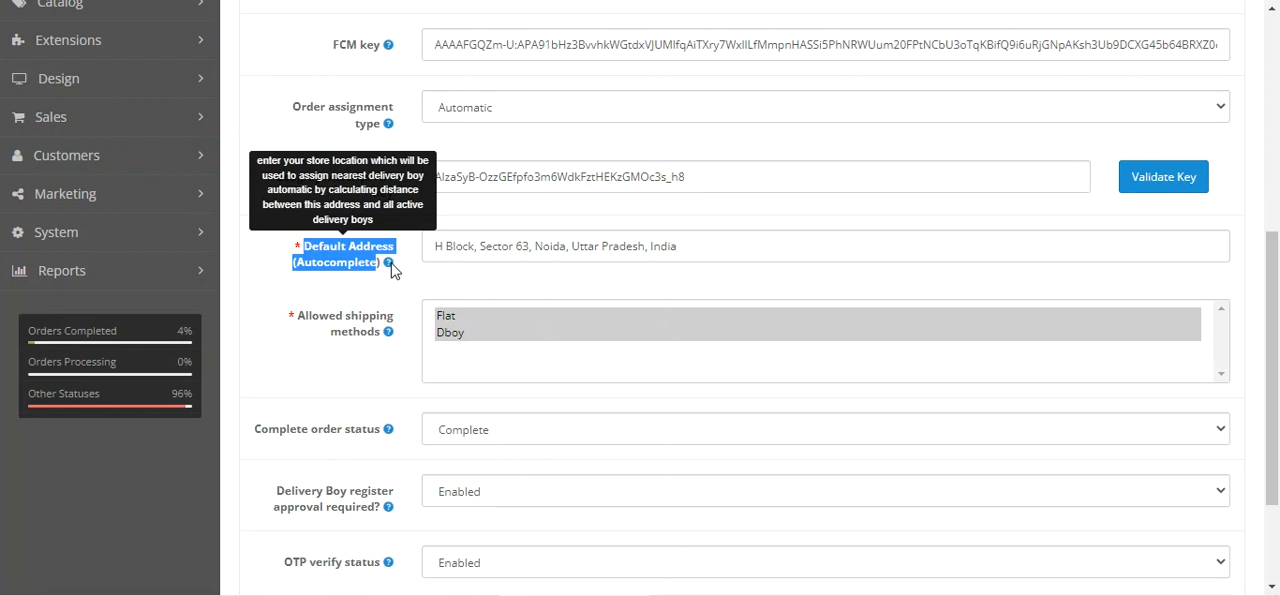 Catalog
Extensions
Design
Sales
Customers
Marketing
System
Reports
Orders Completed 4%
Orders Processing 0%
Other Statuses 96%
FCM key
AAAAFGQZm-U:APA91bHz3BvvhkWGtdxVJUMIfqAiTXry7WxIILfMmpnHASSi5PhNRWUum20FPtNCbU3oTqKBifQ9i6uRjGNpAKsh3Ub9DCXG45b64BRXZ0
Order assignment
type
Automatic
enter your store location which will be
used to assign nearest delivery boy
automatic by calculating distance
between this address and all active
delivery boys
AIzaSyB-OzzGEfpfo3m6WdkFztHEKzGMOc3s_h8
Validate Key
* Default Address
(Autocomplete)
H Block, Sector 63, Noida, Uttar Pradesh, India
* Allowed shipping
methods
Flat
Dboy
Complete order status
Complete
Delivery Boy register
approval required?
Enabled
OTP verify status
Enabled